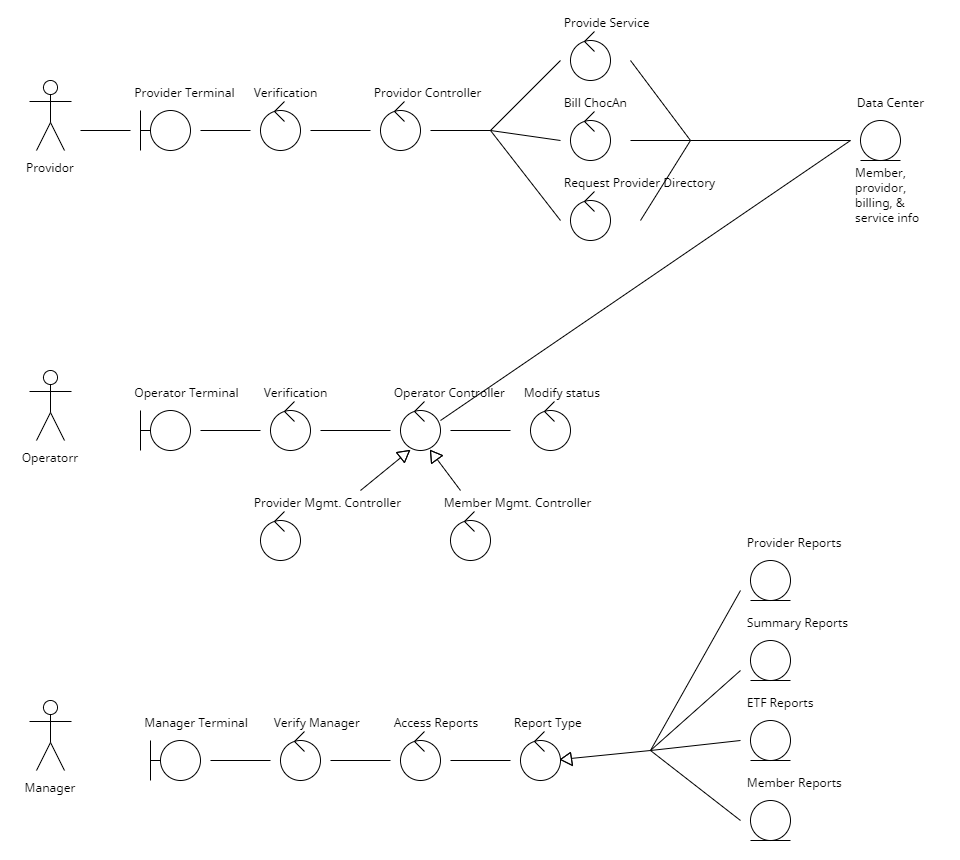 Provide Service
Provider Terminal
Verification
Providor Controller
Bill ChocAn
Data Center
Providor
Request Provider Directory
Member,
providor,
billing, &
service info
Operator Terminal
Verification
Operator Controller
Modify status
Operatorr
Provider Mgmt. Controller
Member Mgmt. Controller
Provider Reports
Summary Reports
ETF Reports
Manager Terminal
Verify Manager
Access Reports
Report Type
Manager
Member Reports